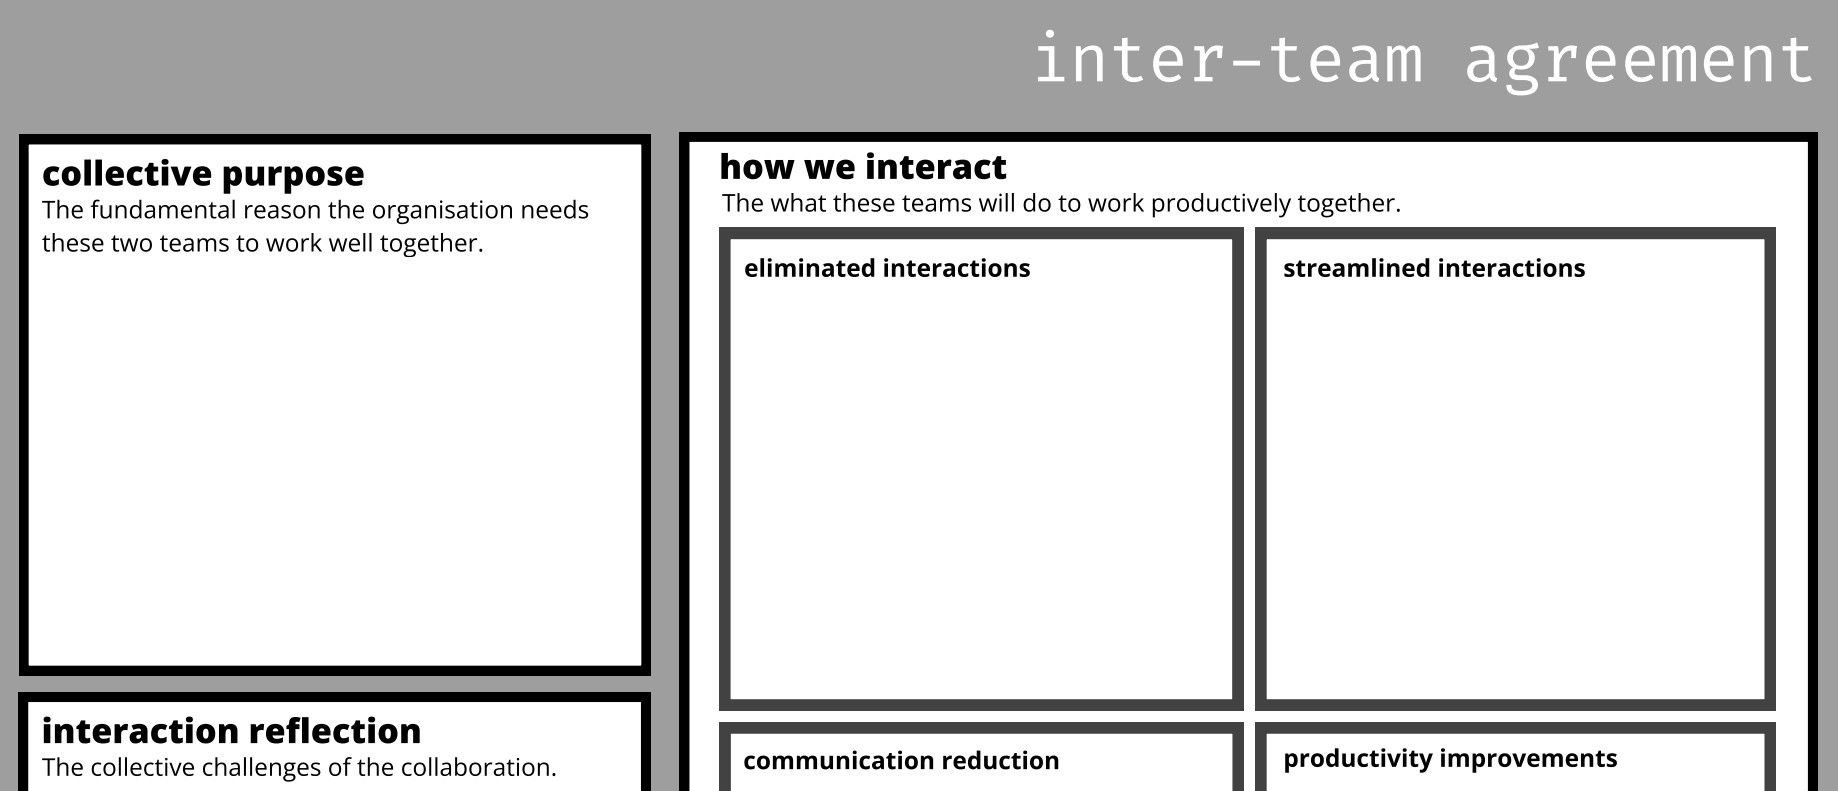 inter-team agreement
collective purpose
The fundamental reason the organisation needs
these two teams to work well together.
interaction reflection
The collective challenges of the collaboration.
how we interact
The what these teams will do to work productively together.
eliminated interactions
streamlined interactions
communication reduction
productivity improvements